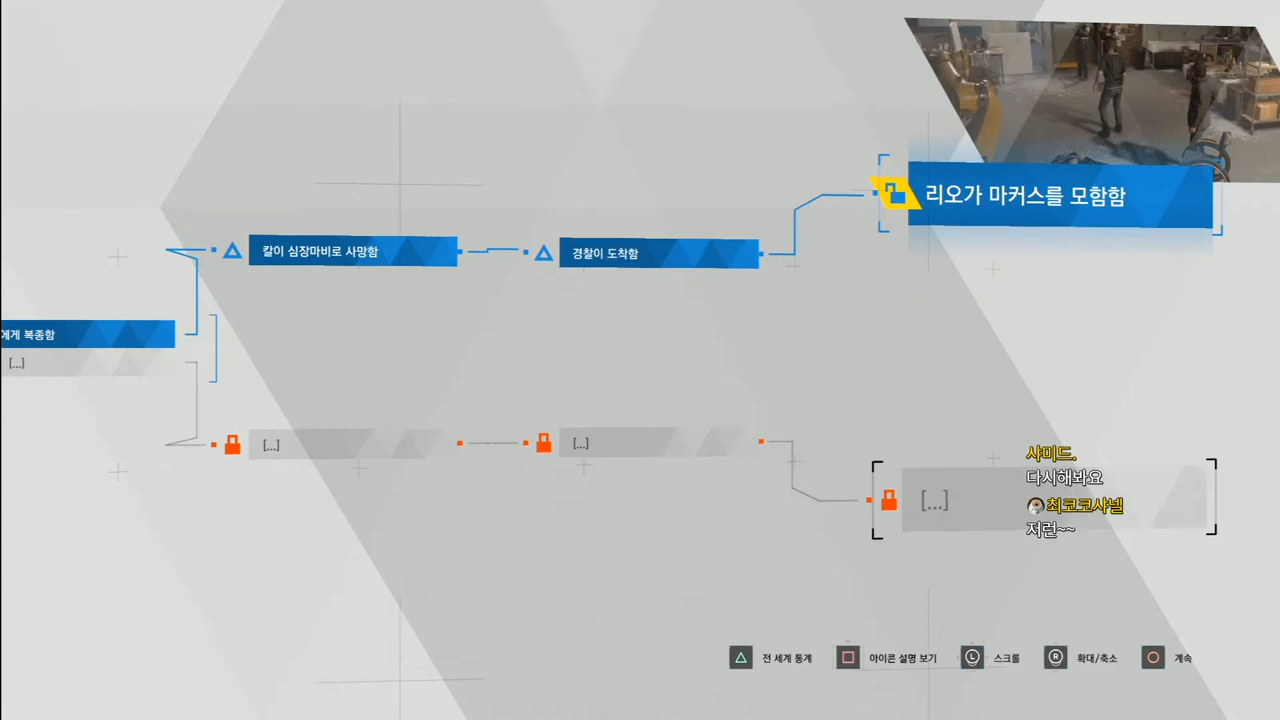 리오가 마커스를 모함함
칼이 심장마비로 사망함
경찰이 도착함
에게 복종함
[...]
[...]
[...]
[...]
샤미드.
다시해봐요
최코코샤넬
저런~~
전 세계 통계
아이콘 설명 보기
L
스크롤
R
확대/축소
계속